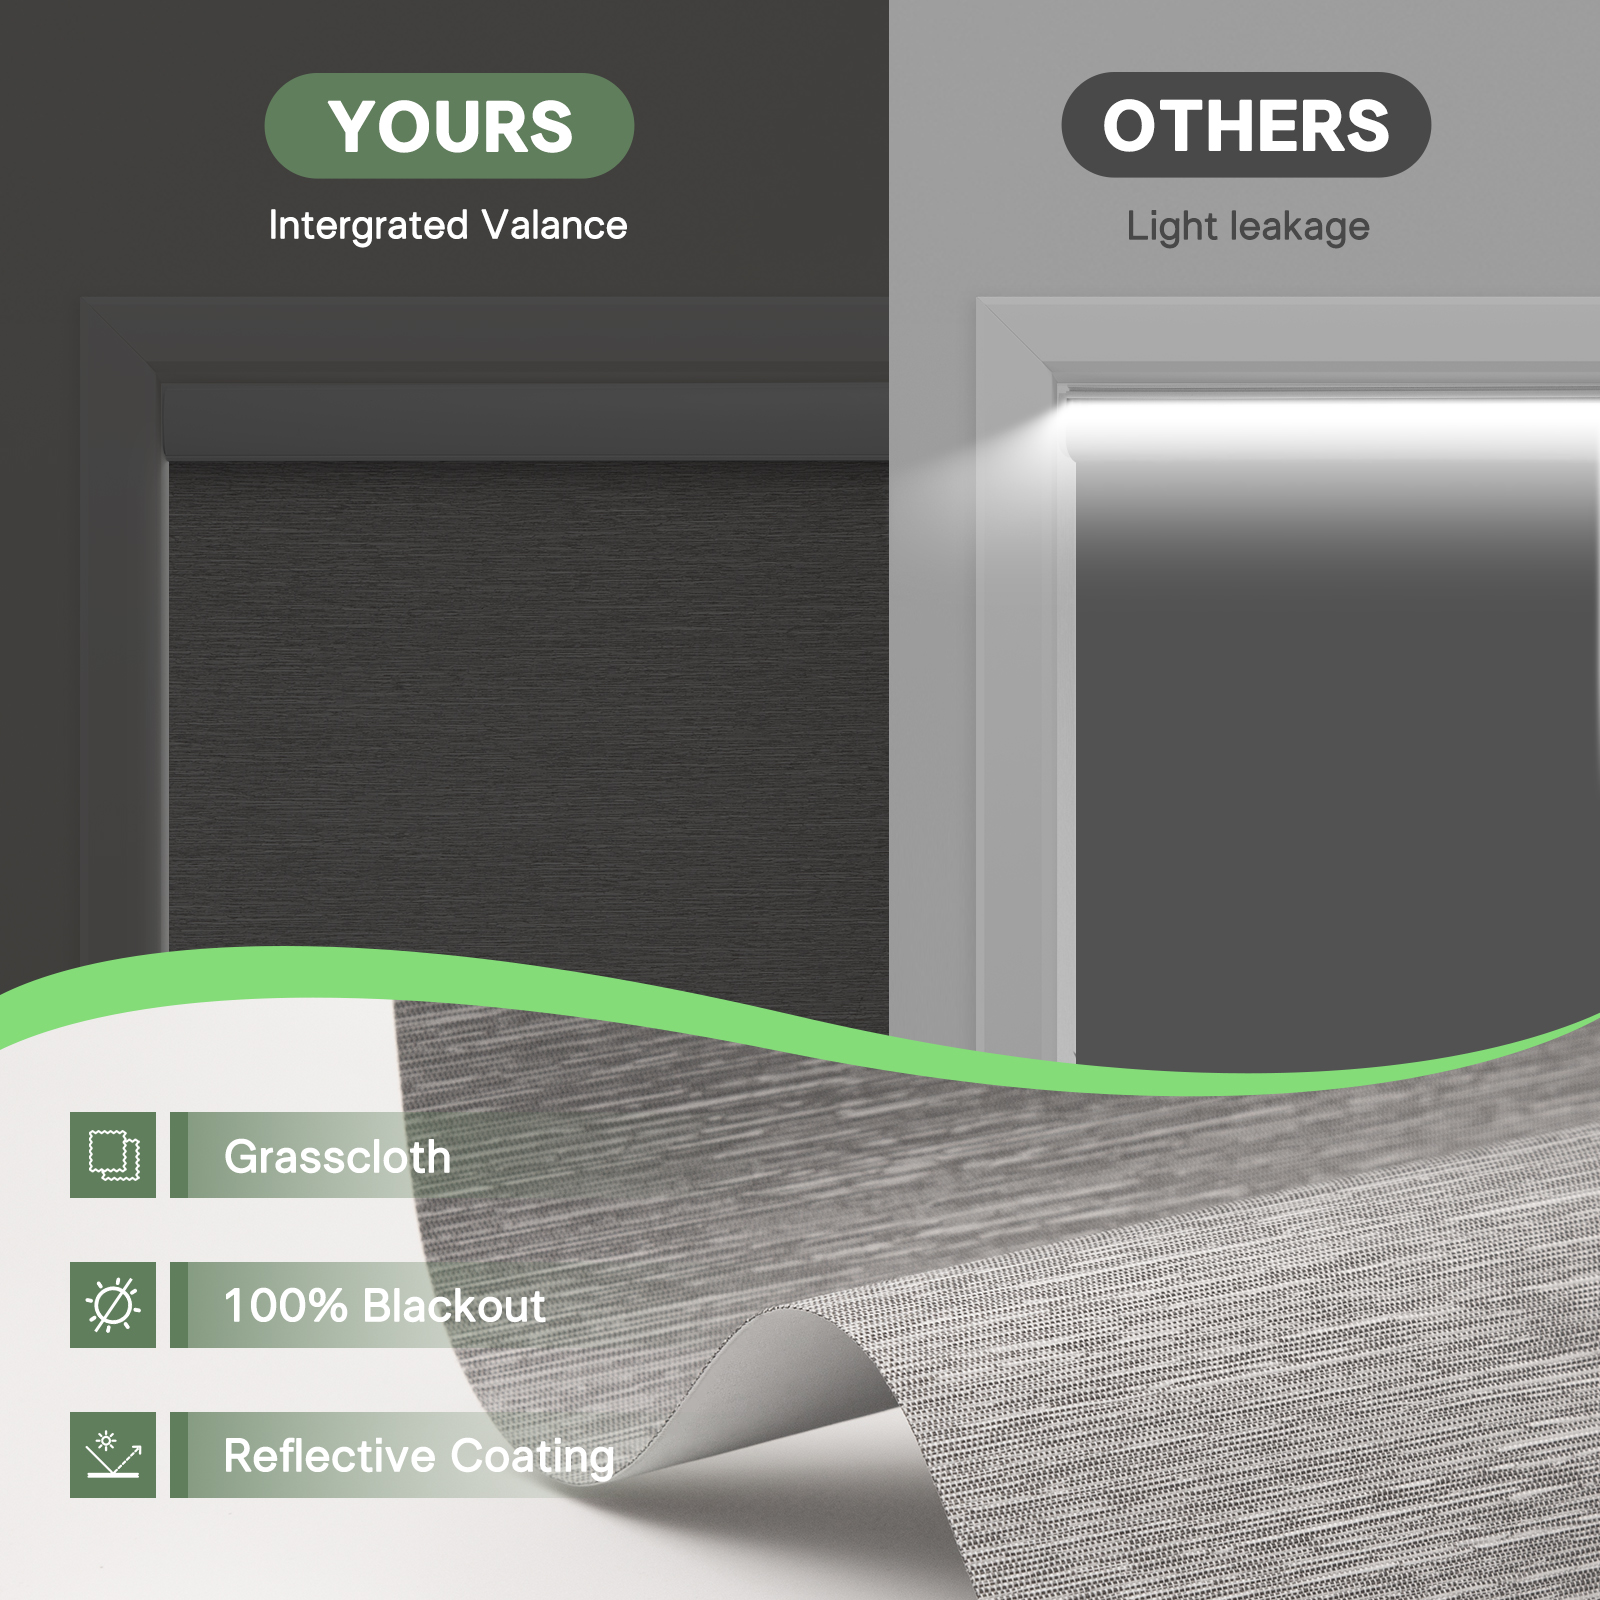 YOURS
Intergrated Valance
OTHERS
Light leakage
Grasscloth
100% Blackout
Reflective Coating